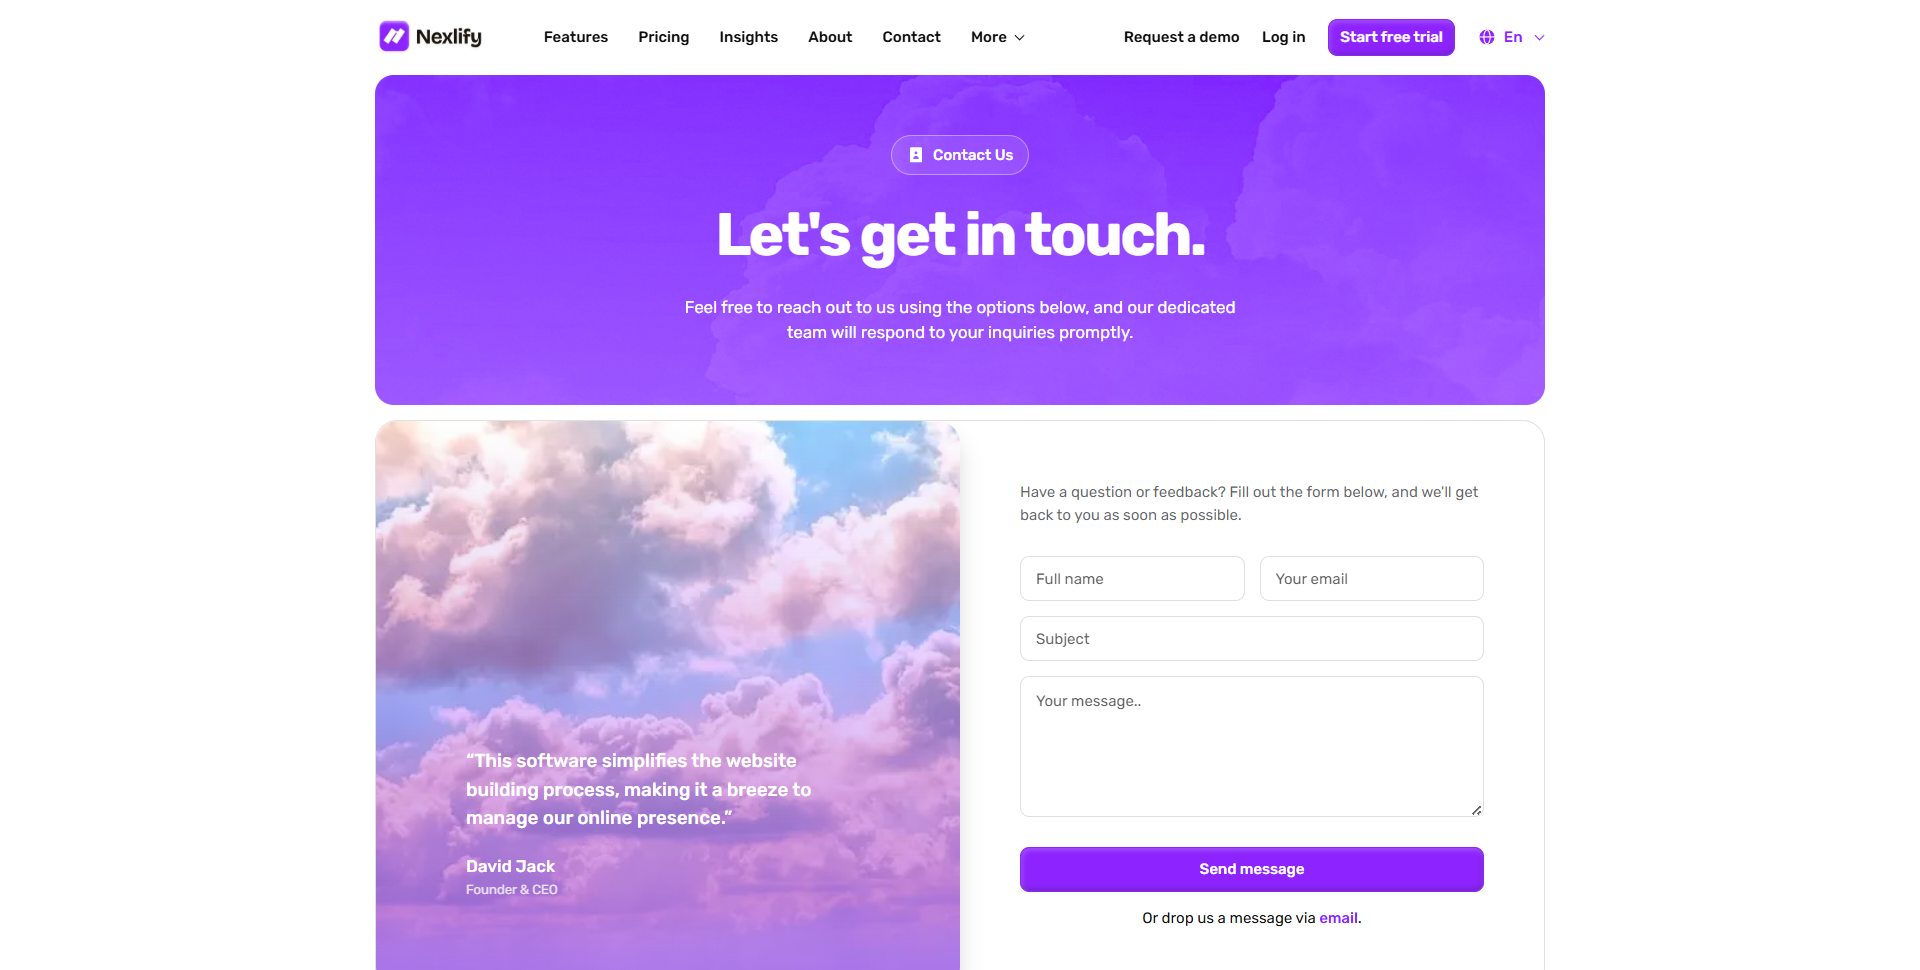 Nexlify
Features Pricing Insights About Contact More
Request a demo Log in Start free trial En
Contact Us
Let's get in touch.
Feel free to reach out to us using the options below, and our dedicated
team will respond to your inquiries promptly.
“This software simplifies the website
building process, making it a breeze to
manage our online presence.”
David Jack
Founder & CEO
Have a question or feedback? Fill out the form below, and we'll get
back to you as soon as possible.
Full name Your email
Subject
Your message..
Send message
Or drop us a message via email.